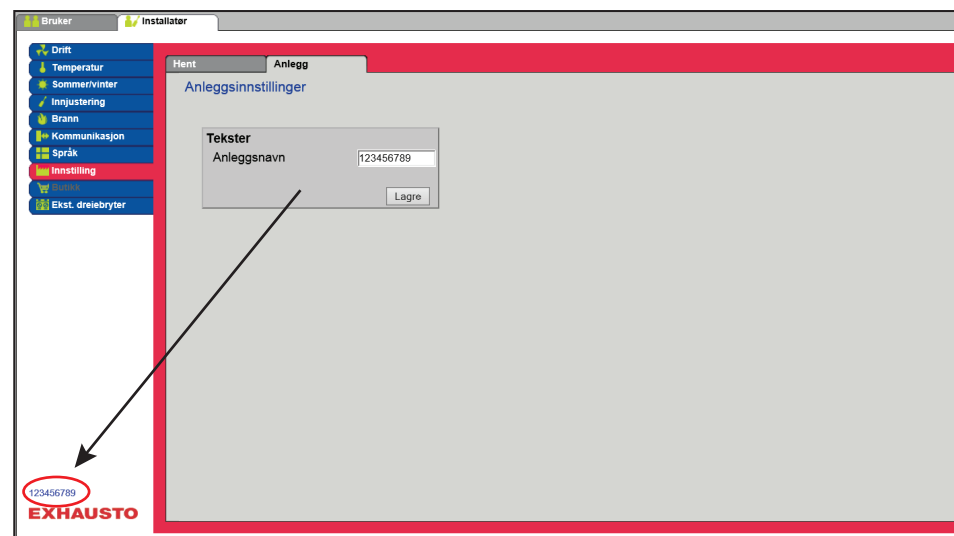 Bruker
Installatør
Drift
Temperatur
Sommer/vinter
Innjustering
Brann
Kommunikasjon
Språk
Innstilling
Butikk
Ekst. dreiebryter
Hent
Anlegg
Anleggsinnstillinger
Tekster
Anleggsnavn 123456789
Lagre
123456789
EXHAUSTO